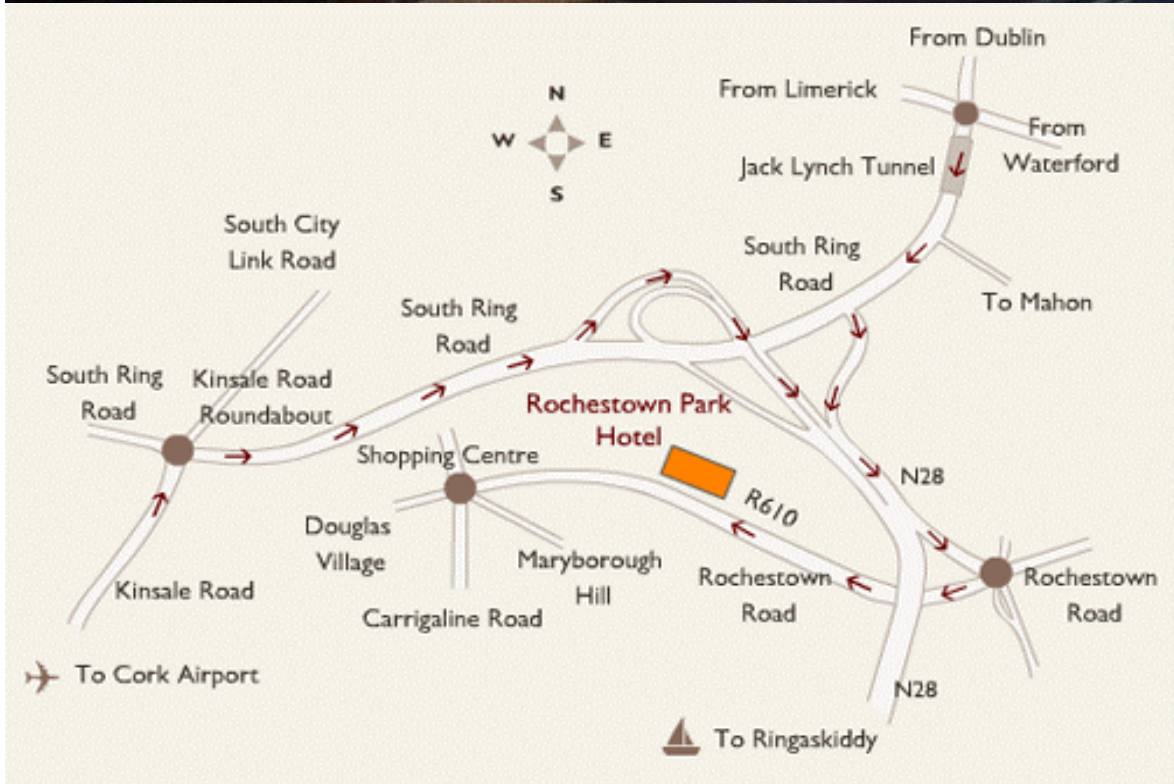 From Dublin
From Limerick
From
Waterford
N
W
E
S
Jack Lynch Tunnel
South City
Link Road
South Ring
Road
To Mahon
South Ring
Road
South Ring
Road
Kinsale Road
Roundabout
Rochestown Park
Hotel
Shopping Centre
N28
R610
Douglas
Village
Maryborough
Hill
Rochestown
Road
Rochestown
Road
Kinsale Road
Carrigaline Road
To Cork Airport
N28
To Ringaskiddy